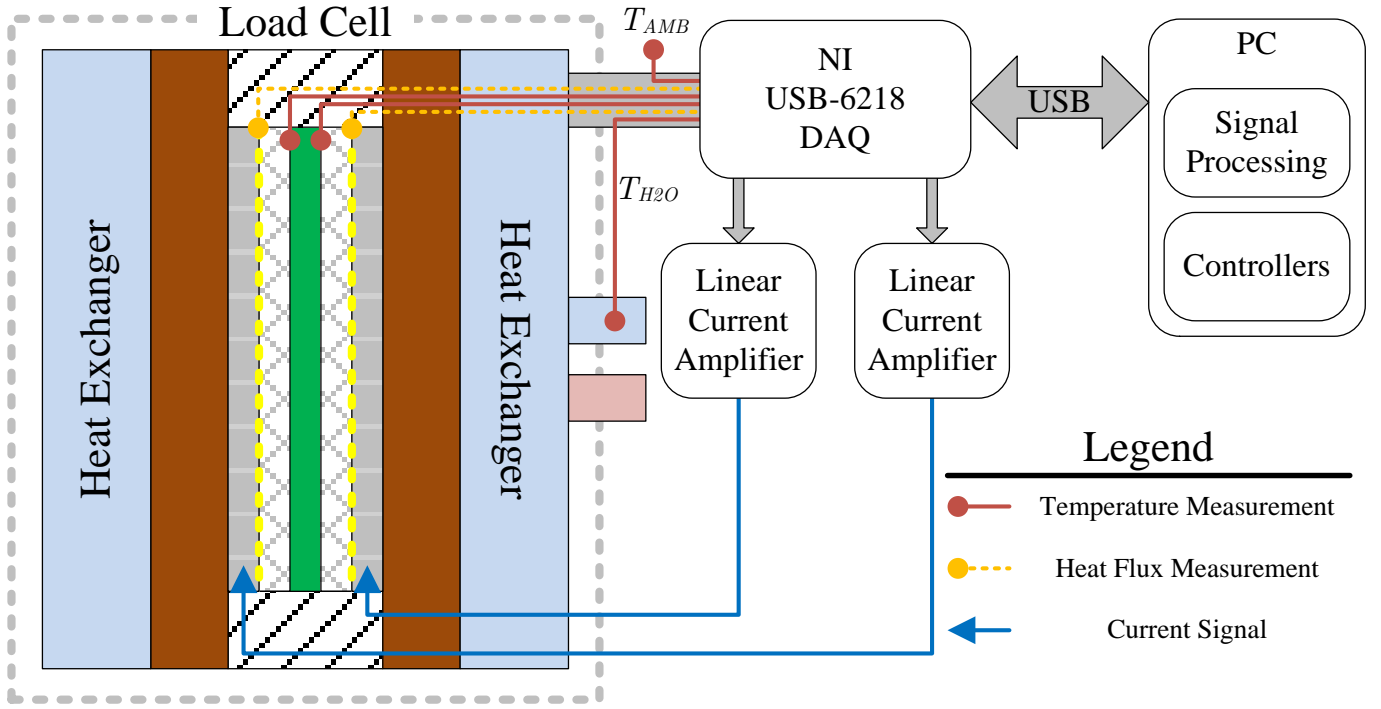 Load Cell
T_AMB
NI
USB-6218
DAQ
USB
PC
Signal
Processing
Controllers
T_H2O
Heat Exchanger
Heat Exchanger
Linear
Current
Amplifier
Linear
Current
Amplifier
Legend
Temperature Measurement
Heat Flux Measurement
Current Signal